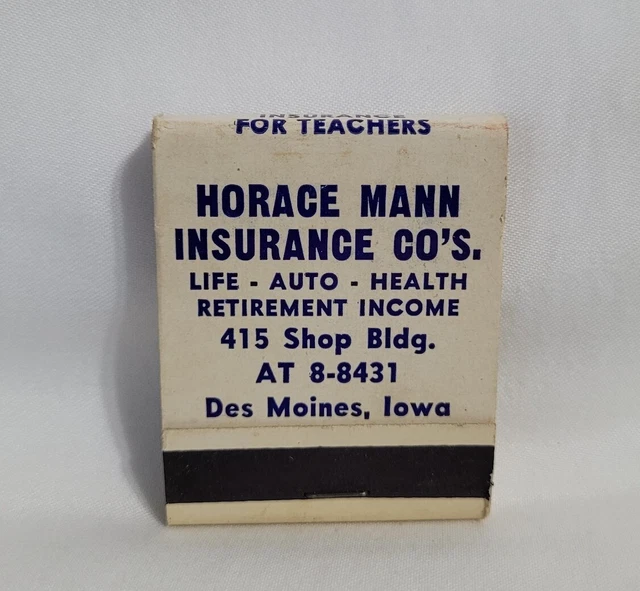 INSURANCE
FOR TEACHERS
HORACE MANN
INSURANCE CO'S.
LIFE - AUTO - HEALTH
RETIREMENT INCOME
415 Shop Bldg.
AT 8-8431
Des Moines, Iowa